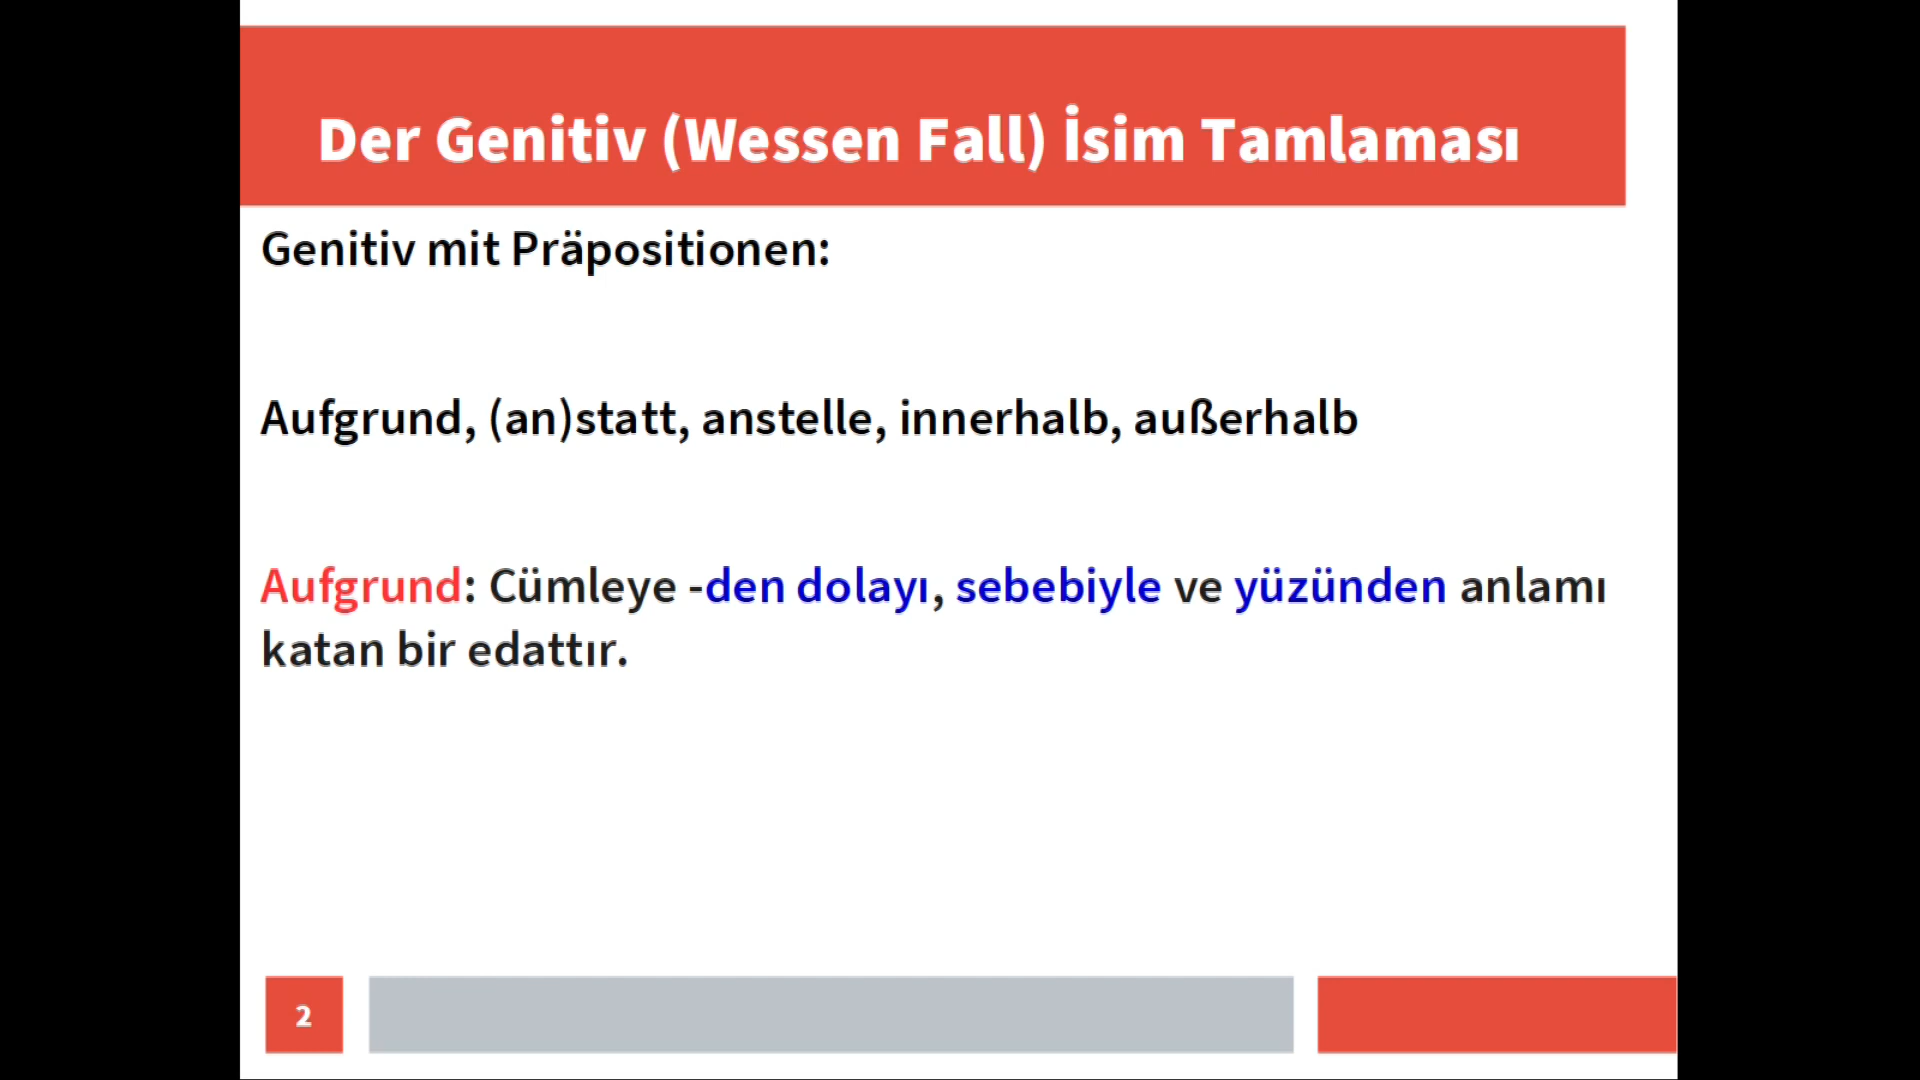 Der Genitiv (Wessen Fall) İsim Tamlaması
Genitiv mit Präpositionen:
Aufgrund, (an)statt, anstelle, innerhalb, außerhalb
Aufgrund: Cümleye -den dolayı, sebebiyle ve yüzünden anlamı
katan bir edattır.
2